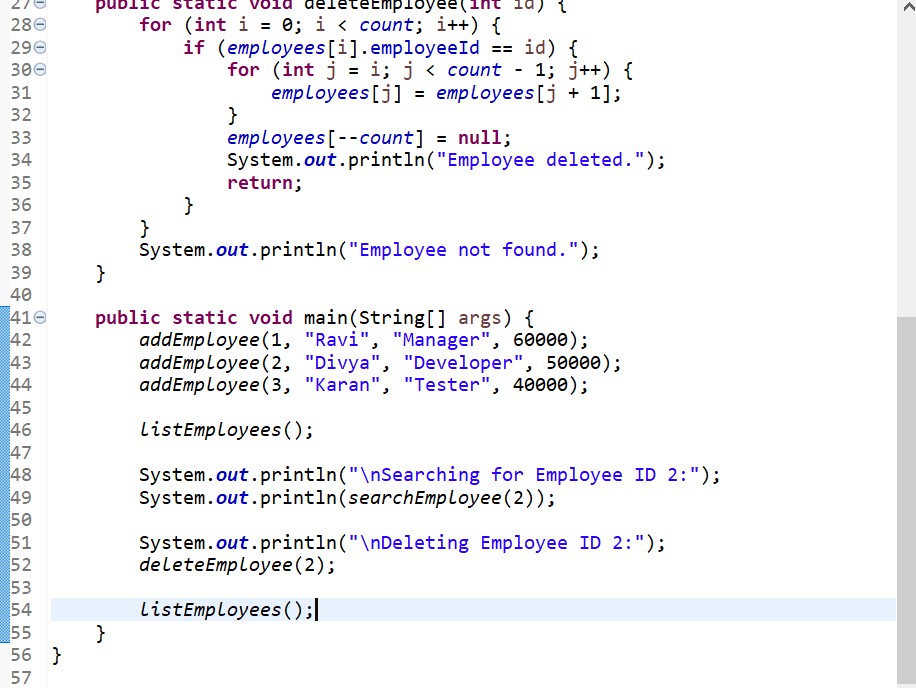 27 public static void deleteEmployee(int id) {
28 for (int i = 0; i < count; i++) {
29 if (employees[i].employeeId == id) {
30 for (int j = i; j < count - 1; j++) {
31 employees[j] = employees[j + 1];
32 }
33 employees[--count] = null;
34 System.out.println("Employee deleted.");
35 return;
36 }
37 }
38 System.out.println("Employee not found.");
39 }
40
41 public static void main(String[] args) {
42 addEmployee(1, "Ravi", "Manager", 60000);
43 addEmployee(2, "Divya", "Developer", 50000);
44 addEmployee(3, "Karan", "Tester", 40000);
45
46 listEmployees();
47
48 System.out.println("\nSearching for Employee ID 2:");
49 System.out.println(searchEmployee(2));
50
51 System.out.println("\nDeleting Employee ID 2:");
52 deleteEmployee(2);
53
54 listEmployees();
55 }
56 }
57